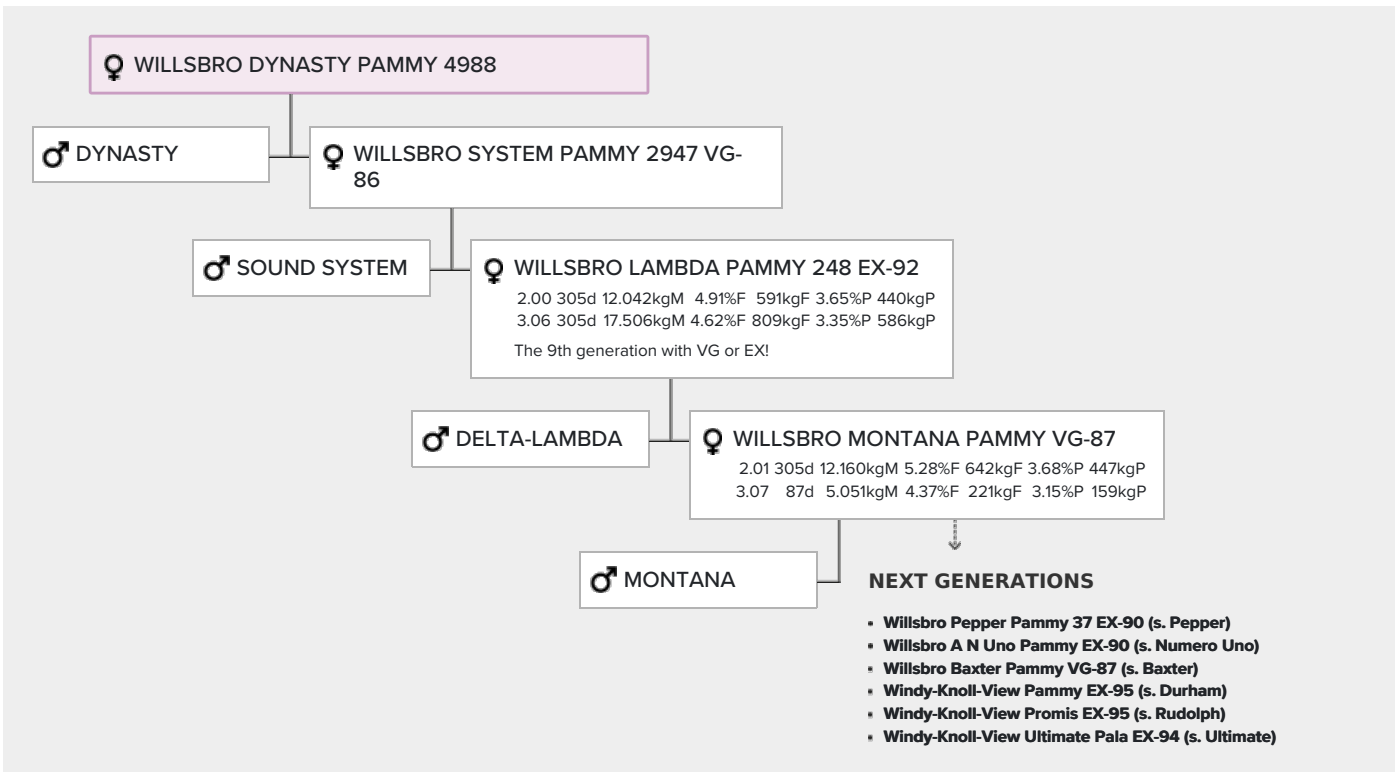 WILLSBRO DYNASTY PAMMY 4988
DYNASTY
WILLSBRO SYSTEM PAMMY 2947 VG-
86
SOUND SYSTEM
WILLSBRO LAMBDA PAMMY 248 EX-92
2.00 305d 12.042kgM 4.91%F 591kgF 3.65%P 440kgP
3.06 305d 17.506kgM 4.62%F 809kgF 3.35%P 586kgP
The 9th generation with VG or EX!
DELTA-LAMBDA
WILLSBRO MONTANA PAMMY VG-87
2.01 305d 12.160kgM 5.28%F 642kgF 3.68%P 447kgP
3.07 87d 5.051kgM 4.37%F 221kgF 3.15%P 159kgP
MONTANA
NEXT GENERATIONS
Willsbro Pepper Pammy 37 EX-90 (s. Pepper)
Willsbro A N Uno Pammy EX-90 (s. Numero Uno)
Willsbro Baxter Pammy VG-87 (s. Baxter)
Windy-Knoll-View Pammy EX-95 (s. Durham)
Windy-Knoll-View Promis EX-95 (s. Rudolph)
Windy-Knoll-View Ultimate Pala EX-94 (s. Ultimate)